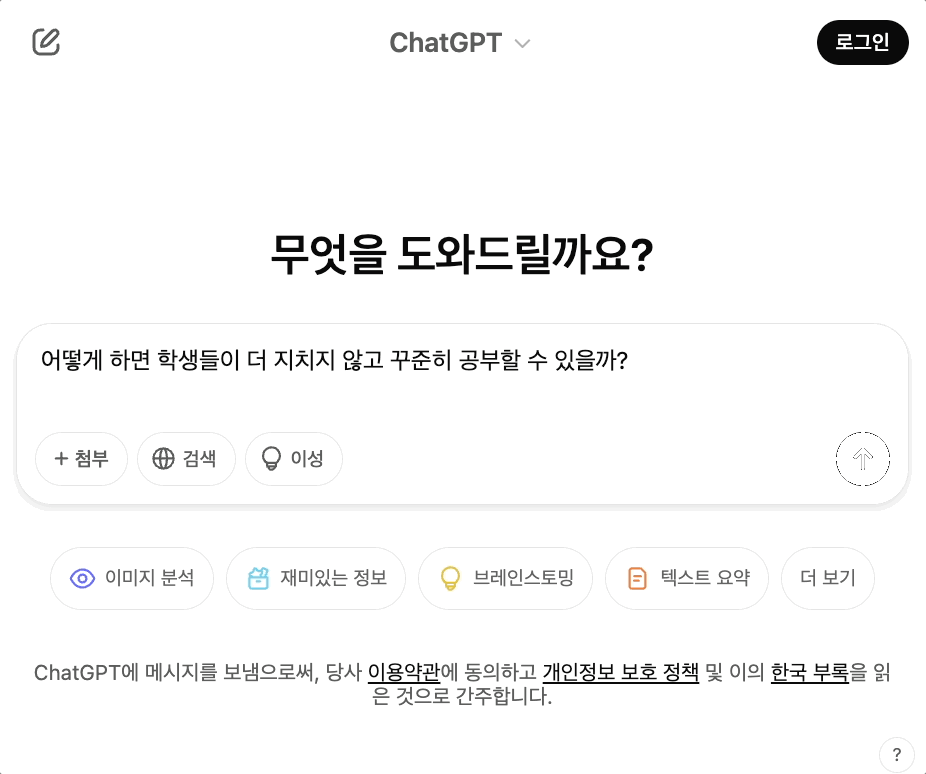 ChatGPT
로그인
무엇을 도와드릴까요?
어떻게 하면 학생들이 더 지치지 않고 꾸준히 공부할 수 있을까?
+ 첨부
검색
이성
이미지 분석
재미있는 정보
브레인스토밍
텍스트 요약
더 보기
ChatGPT에 메시지를 보냄으로써, 당사 이용약관에 동의하고 개인정보 보호 정책 및 이의 한국 부록을 읽
은 것으로 간주합니다.
?